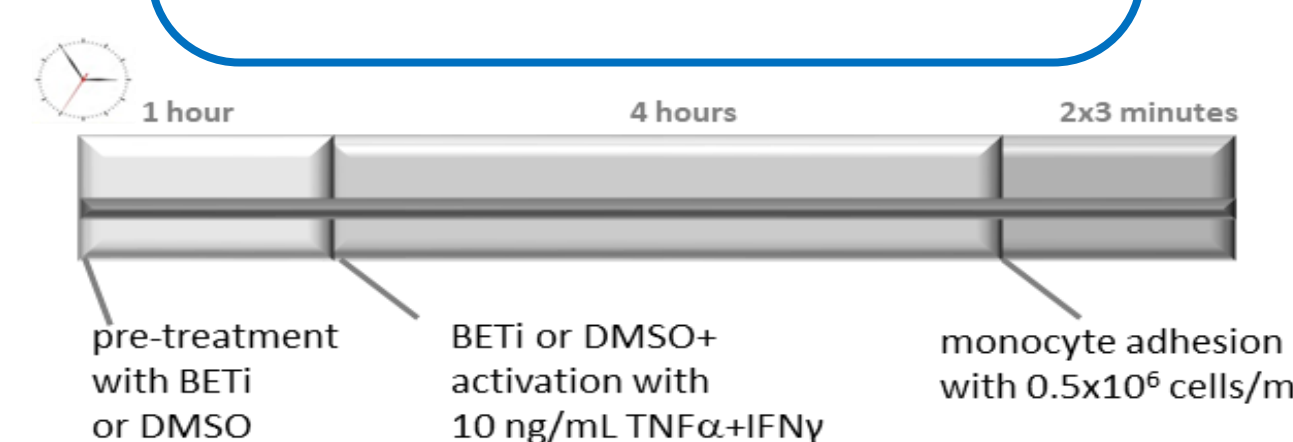 1 hour 4 hours 2x3 minutes
pre-treatment
with BETi
or DMSO
BETi or DMSO+
activation with
10 ng/mL TNFα+IFNγ
monocyte adhesion
with 0.5x10⁶ cells/m